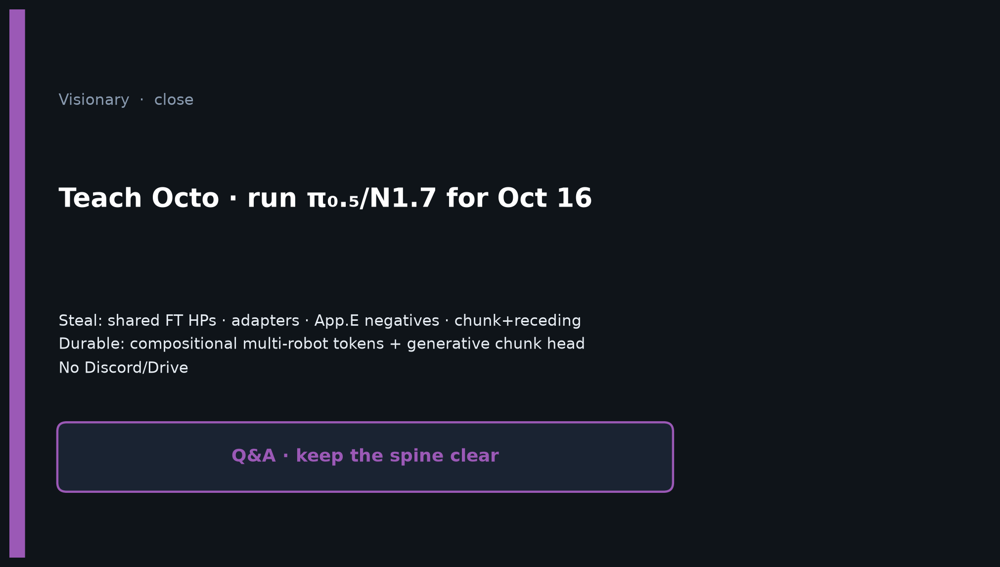 Visionary · close
Teach Octo · run π₀.₅/N1.7 for Oct 16
Steal: shared FT HPs · adapters · App.E negatives · chunk+receding
Durable: compositional multi-robot tokens + generative chunk head
No Discord/Drive
Q&A · keep the spine clear